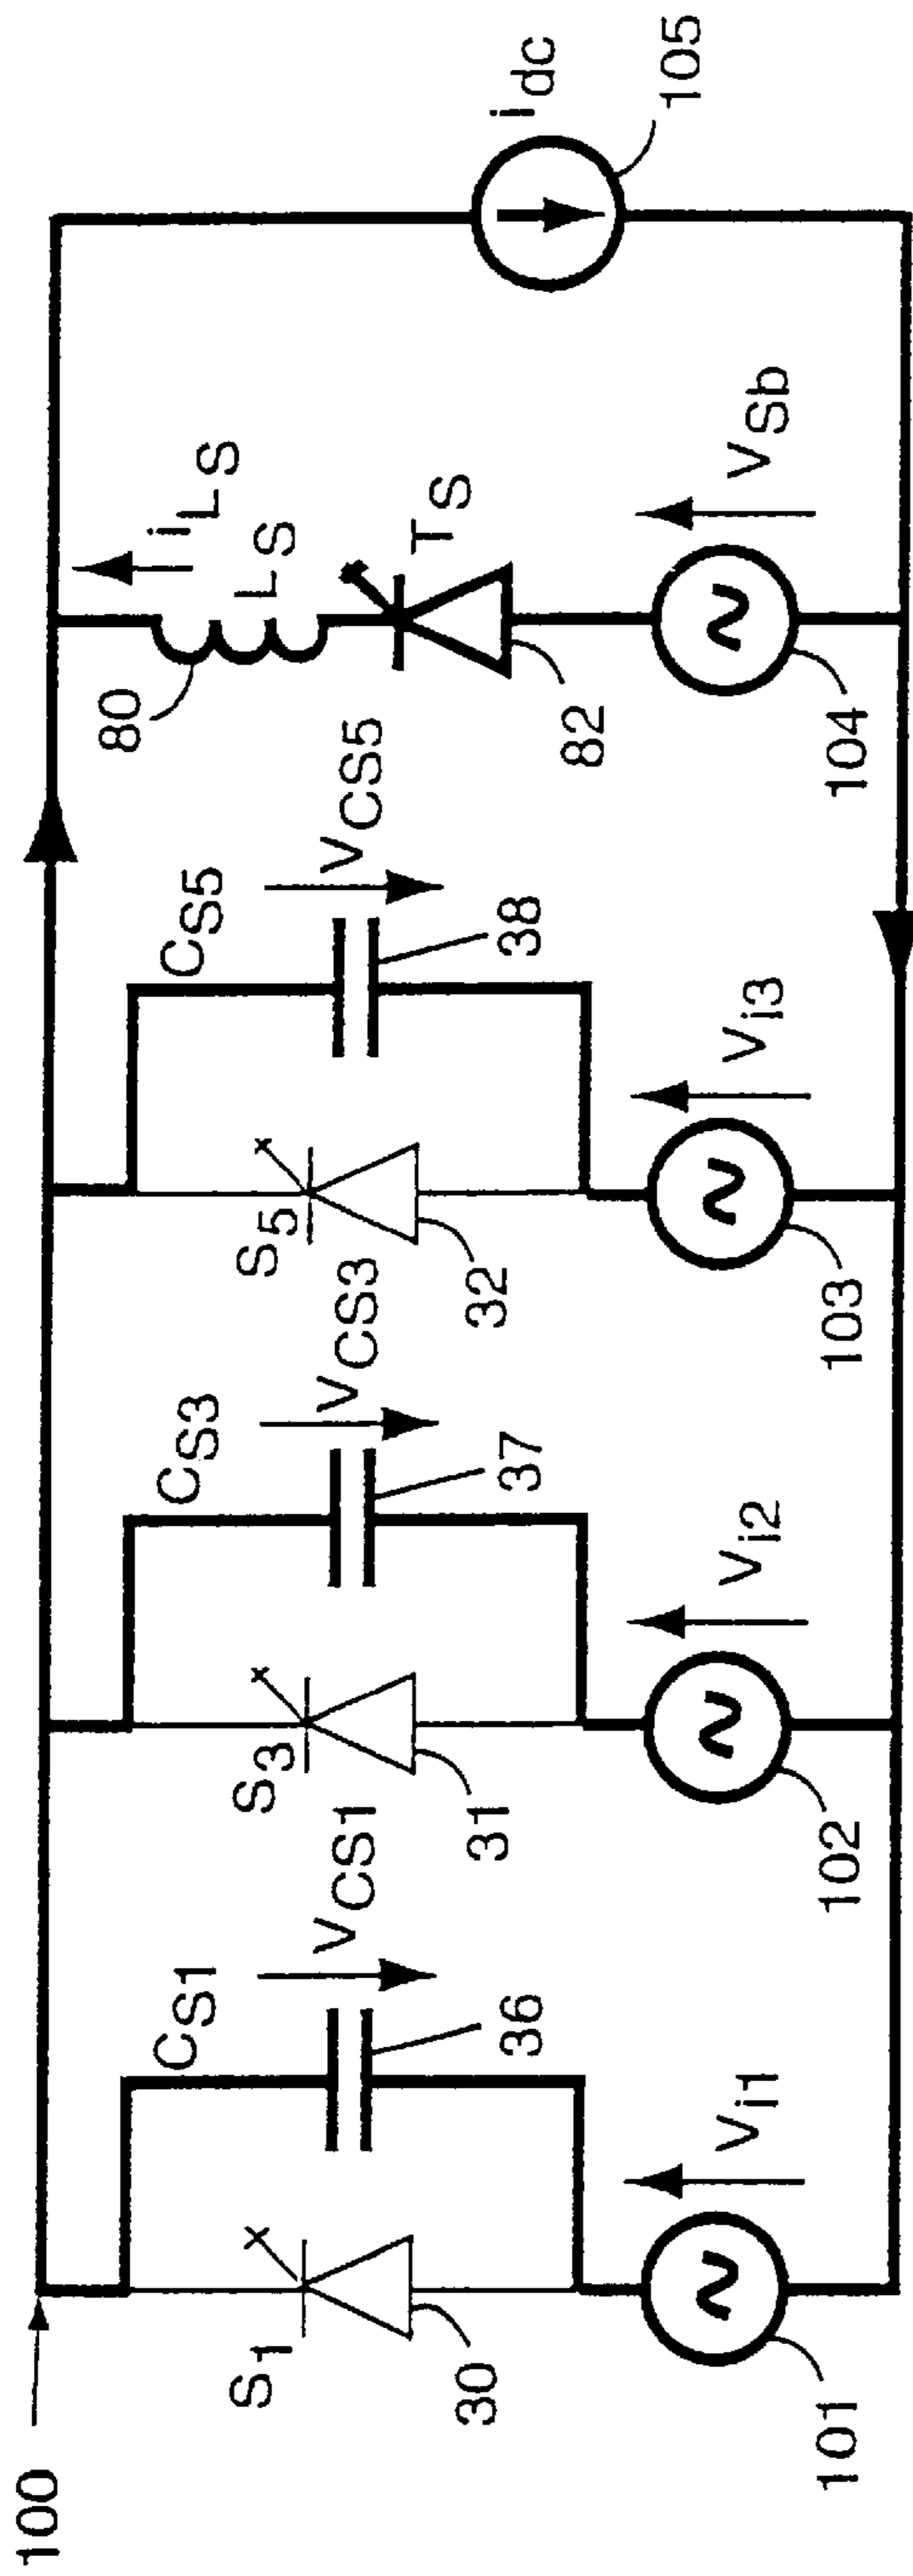 100
S1
CS1
VCS1
30
36
Vi1
101
S3
CS3
VCS3
31
37
Vi2
102
S5
CS5
VCS5
32
38
Vi3
103
80
LS
iLS
TS
82
VSb
104
idc
105